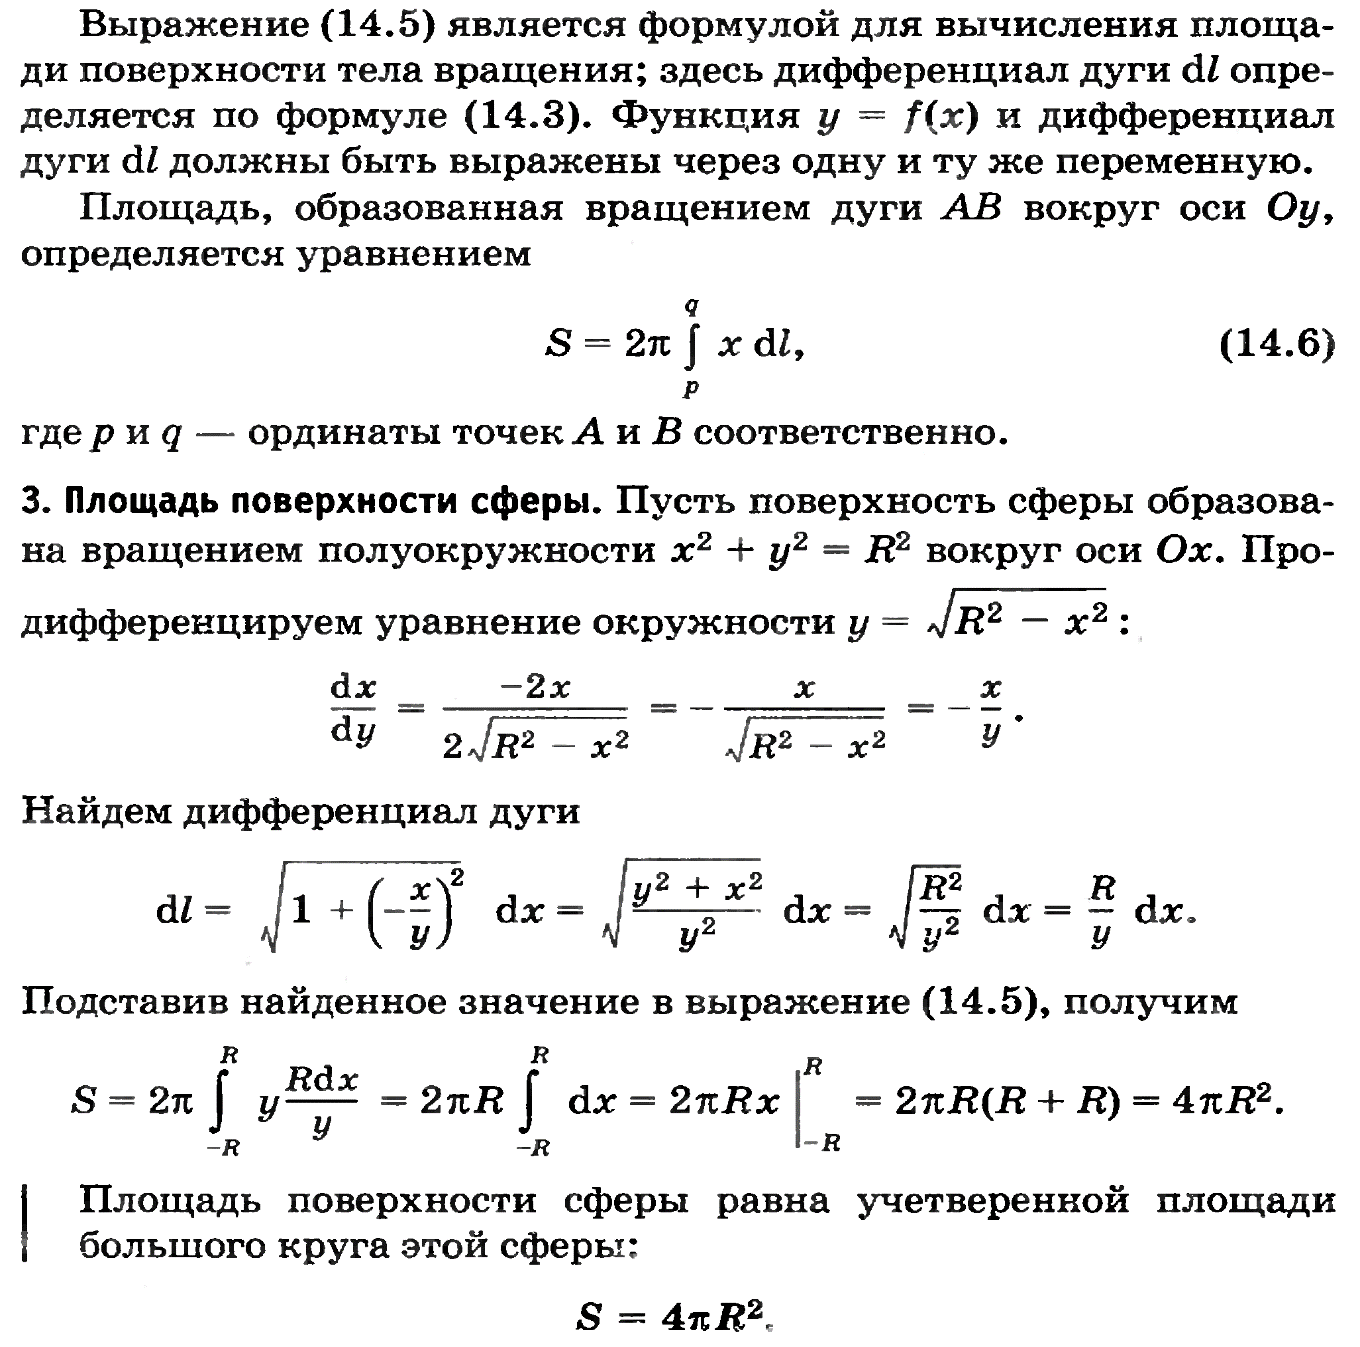 Выражение (14.5) является формулой для вычисления площа-
ди поверхности тела вращения; здесь дифференциал дуги dl опре-
деляется по формуле (14.3). Функция y = f(x) и дифференциал
дуги dl должны быть выражены через одну и ту же переменную.
Площадь, образованная вращением дуги AB вокруг оси Oy,
определяется уравнением
S = 2π ∫_p^q x dl, (14.6)
где p и q — ординаты точек A и B соответственно.
3. Площадь поверхности сферы. Пусть поверхность сферы образова-
на вращением полуокружности x² + y² = R² вокруг оси Ox. Про-
дифференцируем уравнение окружности y = √(R² − x²) :
dx/dy = −2x/(2√(R² − x²)) = −x/√(R² − x²) = −x/y.
Найдем дифференциал дуги
dl = √(1 + (−x/y)²) dx = √((y² + x²)/y²) dx = √(R²/y²) dx = R/y dx.
Подставив найденное значение в выражение (14.5), получим
S = 2π ∫_{−R}^{R} y Rdx/y = 2πR ∫_{−R}^{R} dx = 2πRx |_{−R}^{R} = 2πR(R + R) = 4πR².
Площадь поверхности сферы равна учетверенной площади
большого круга этой сферы:
S = 4πR².